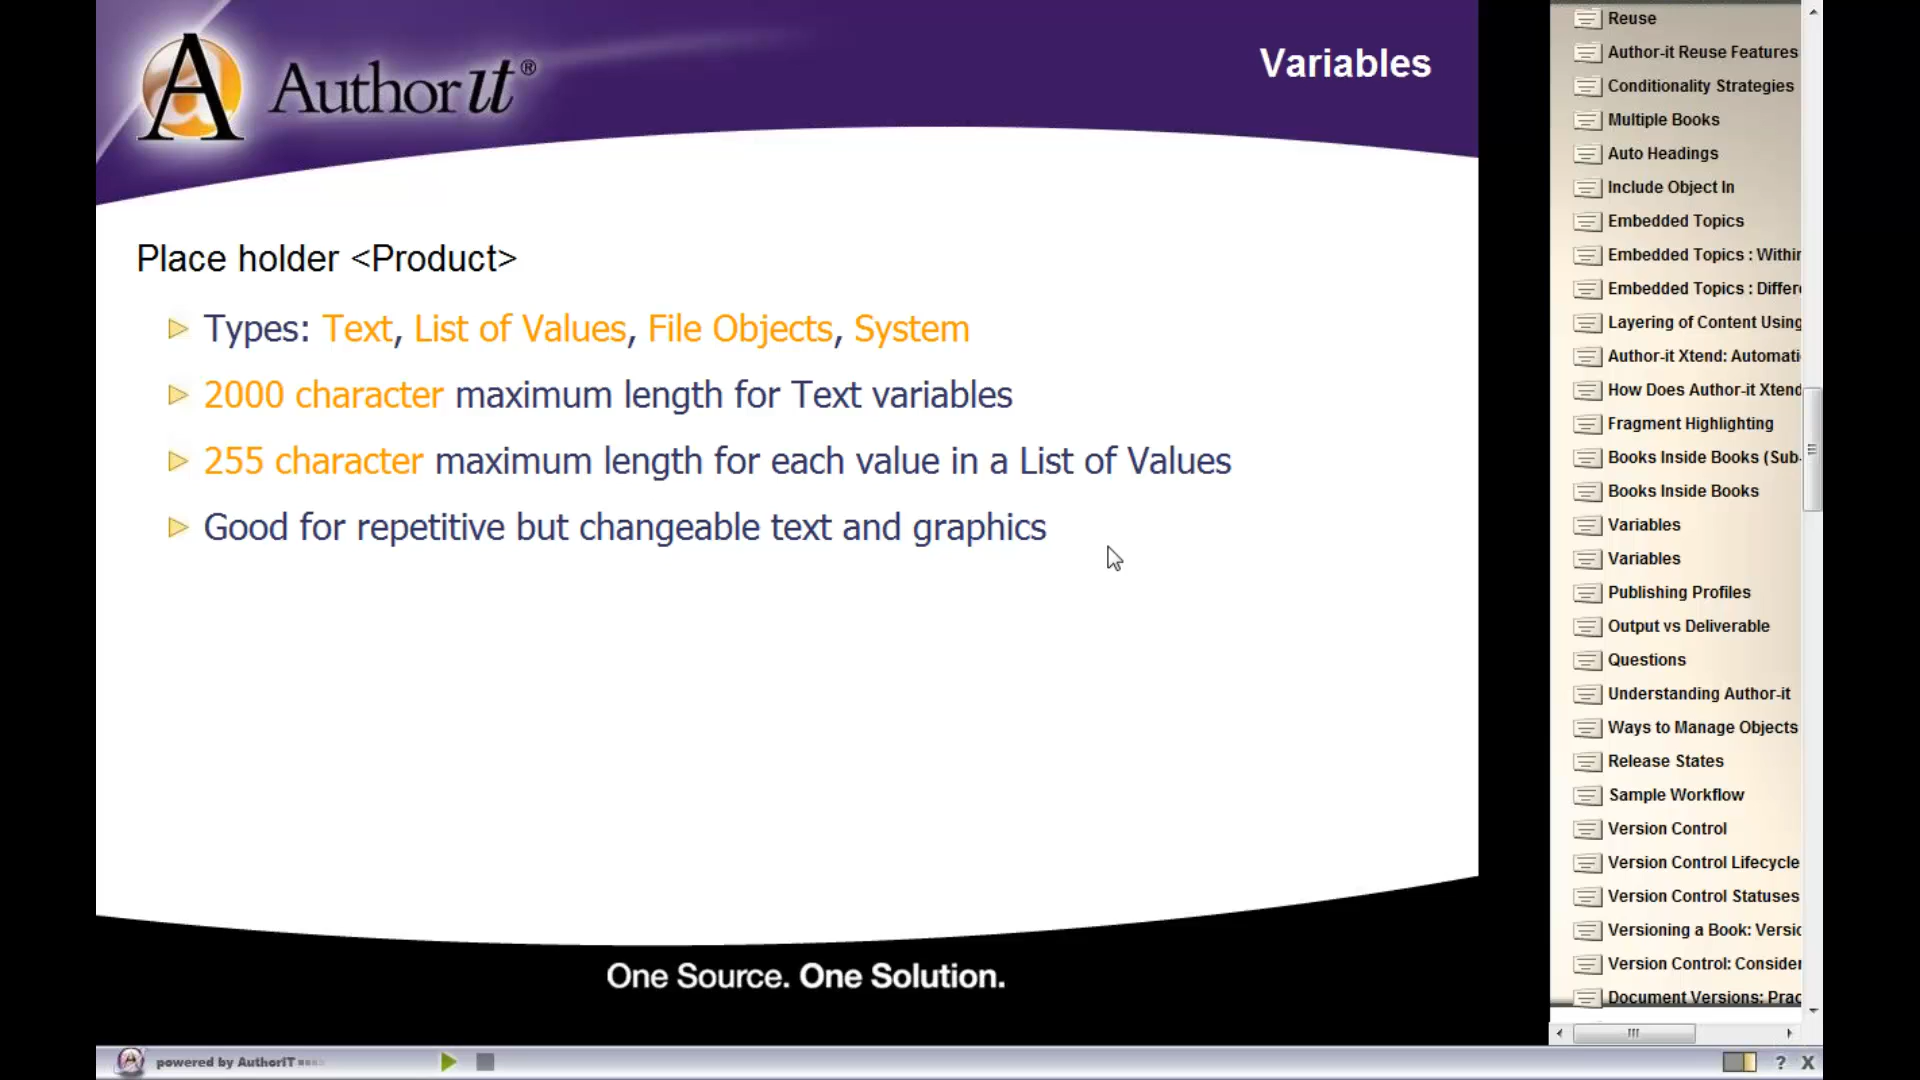 Author it®
Variables
Place holder <Product>
Types: Text, List of Values, File Objects, System
2000 character maximum length for Text variables
255 character maximum length for each value in a List of Values
Good for repetitive but changeable text and graphics
One Source. One Solution.
powered by AuthorIT
Reuse
Author-it Reuse Features
Conditionality Strategies
Multiple Books
Auto Headings
Include Object In
Embedded Topics
Embedded Topics : Within
Embedded Topics : Differe
Layering of Content Using
Author-it Xtend: Automati
How Does Author-it Xtend
Fragment Highlighting
Books Inside Books (Sub-
Books Inside Books
Variables
Variables
Publishing Profiles
Output vs Deliverable
Questions
Understanding Author-it
Ways to Manage Objects
Release States
Sample Workflow
Version Control
Version Control Lifecycle
Version Control Statuses
Versioning a Book: Versio
Version Control: Consider
Document Versions: Prac
? X